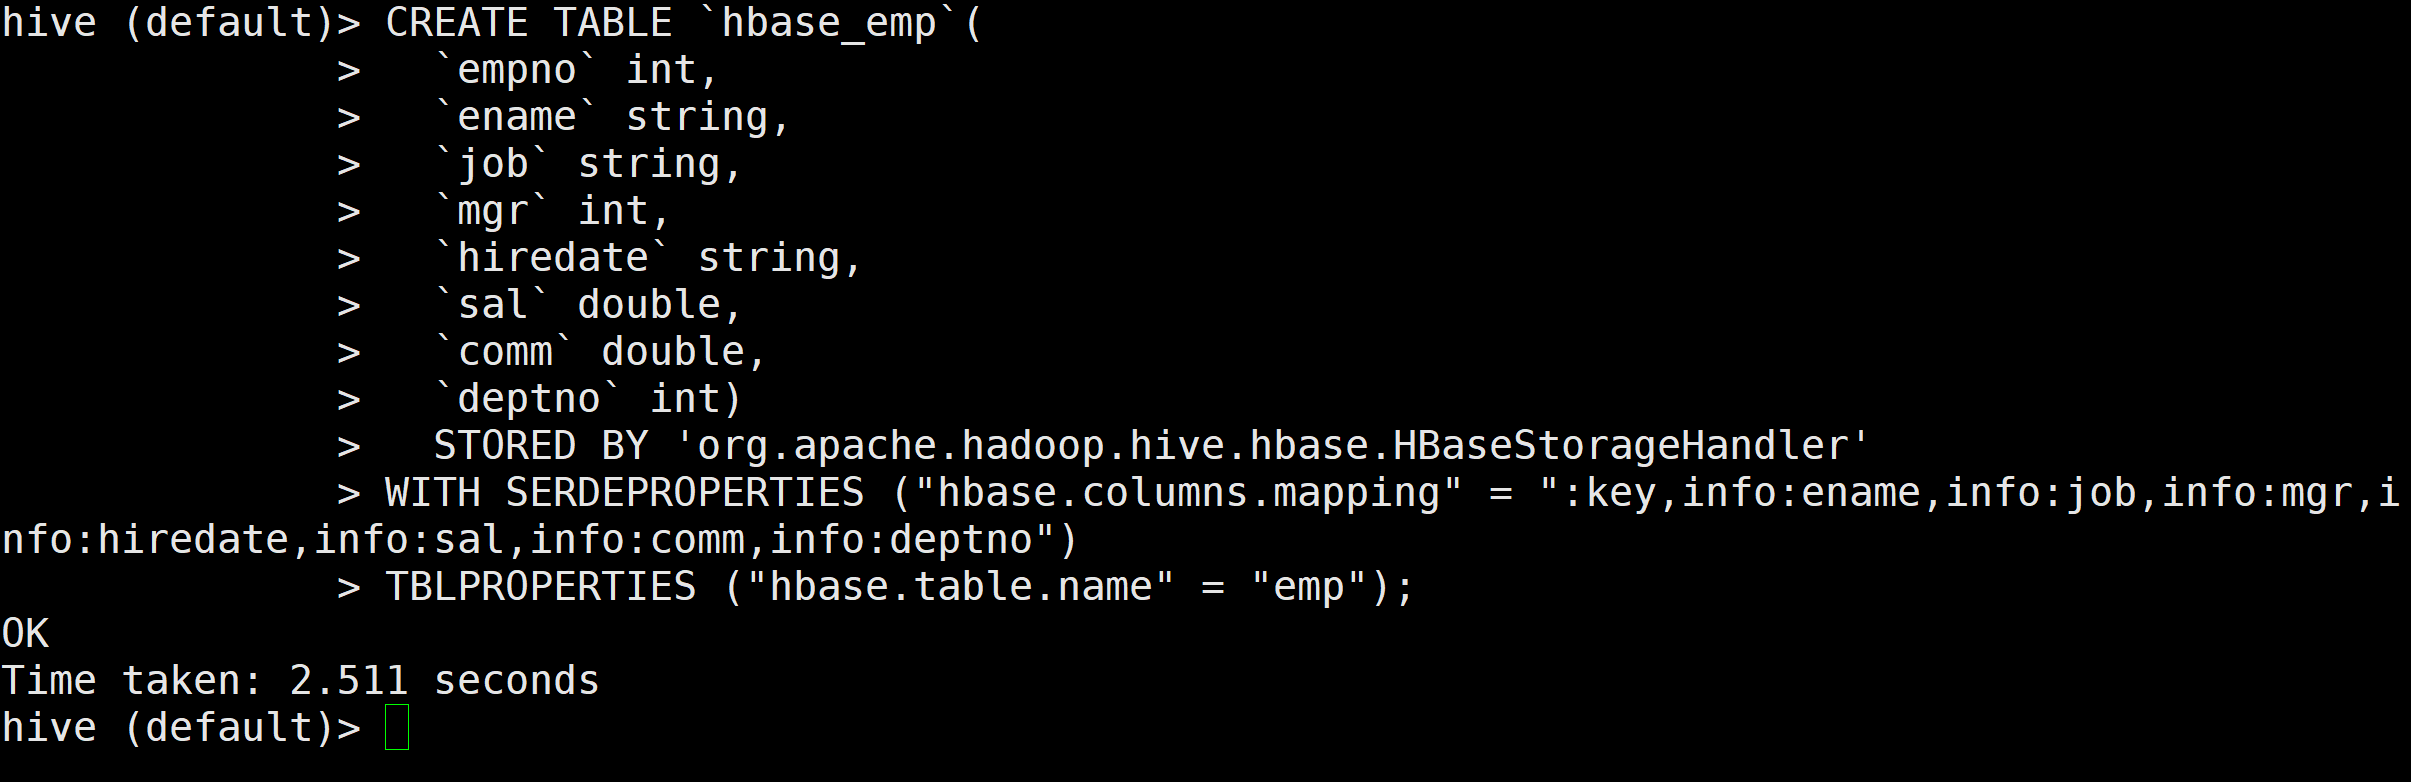 hive (default)> CREATE TABLE `hbase_emp`(
              >   `empno` int,
              >   `ename` string,
              >   `job` string,
              >   `mgr` int,
              >   `hiredate` string,
              >   `sal` double,
              >   `comm` double,
              >   `deptno` int)
              >   STORED BY 'org.apache.hadoop.hive.hbase.HBaseStorageHandler'
              > WITH SERDEPROPERTIES ("hbase.columns.mapping" = ":key,info:ename,info:job,info:mgr,i
nfo:hiredate,info:sal,info:comm,info:deptno")
              > TBLPROPERTIES ("hbase.table.name" = "emp");
OK
Time taken: 2.511 seconds
hive (default)>